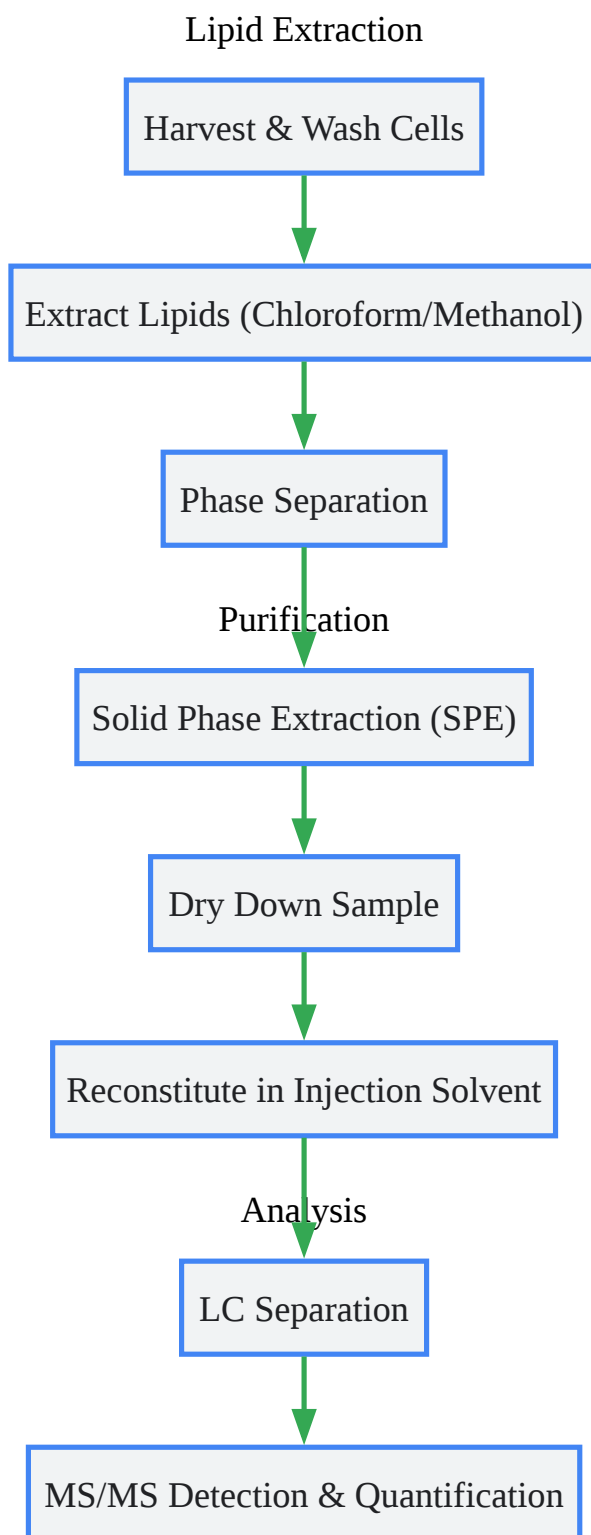 Lipid Extraction
Harvest & Wash Cells
Extract Lipids (Chloroform/Methanol)
Phase Separation
Purification
Solid Phase Extraction (SPE)
Dry Down Sample
Reconstitute in Injection Solvent
Analysis
LC Separation
MS/MS Detection & Quantification